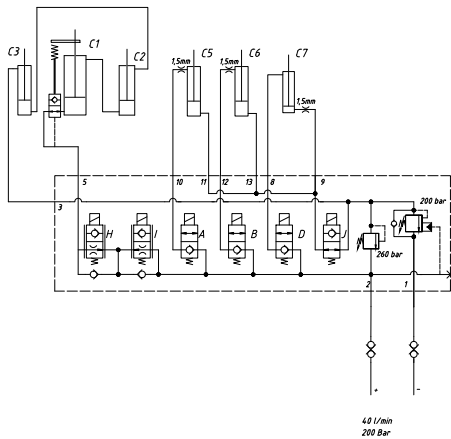 C3
C1
C2
C5
C6
C7
1,5mm
1,5mm
1,5mm
5
10
11
12
13
8
9
3
200 bar
H
I
A
B
D
J
260 bar
2
1
+
-
40 l/min
200 Bar